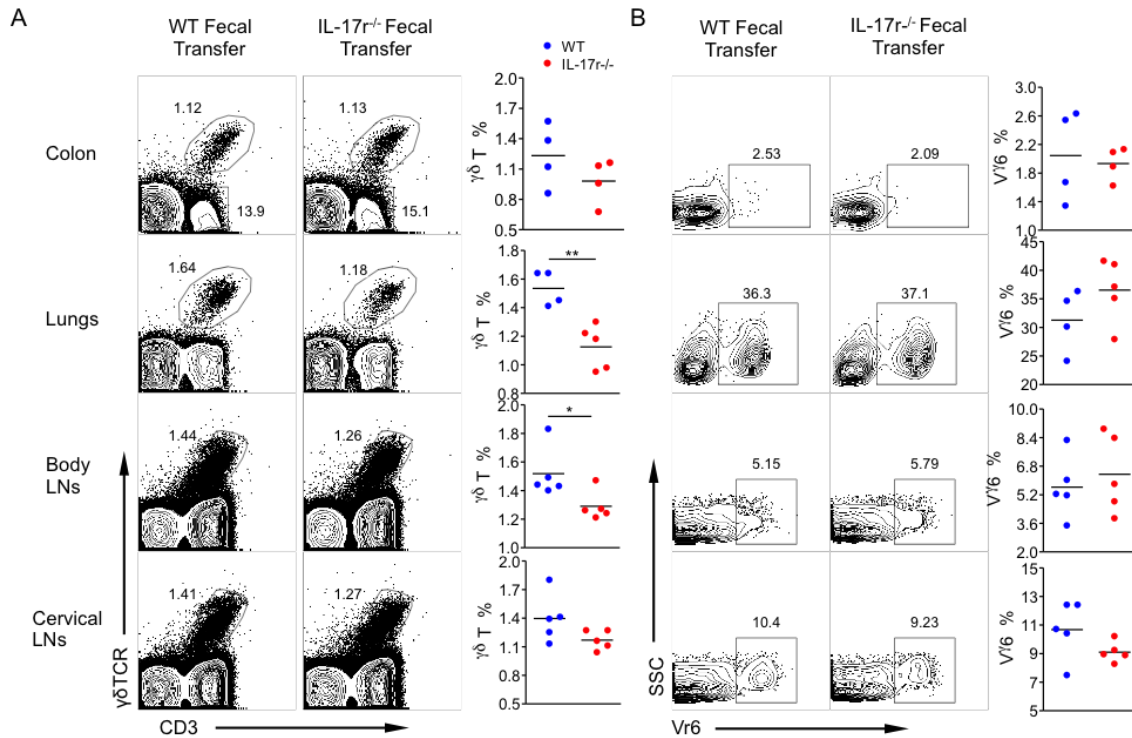 A
WT Fecal
Transfer
IL-17r-/- Fecal
Transfer
WT
IL-17r-/-
Colon
1.12
13.9
1.13
15.1
γδ T %
2.0
1.8
1.4
1.1
0.8
0.5
Lungs
1.64
1.18
γδ T %
1.8
1.6
1.4
1.2
1.0
0.8
**
Body
LNs
1.44
1.26
γδ T %
2.0
1.8
1.6
1.4
1.2
1.0
*
Cervical
LNs
1.41
1.27
γδ T %
2.0
1.7
1.4
1.1
0.8
0.5
γδTCR
CD3
B
WT Fecal
Transfer
IL-17r-/- Fecal
Transfer
2.53
2.09
Vγ6 %
3.0
2.6
2.2
1.8
1.4
1.0
36.3
37.1
Vγ6 %
45
40
35
30
25
20
5.15
5.79
Vγ6 %
10.0
8.4
6.8
5.2
3.6
2.0
10.4
9.23
Vγ6 %
15
13
11
9
7
5
SSC
Vr6